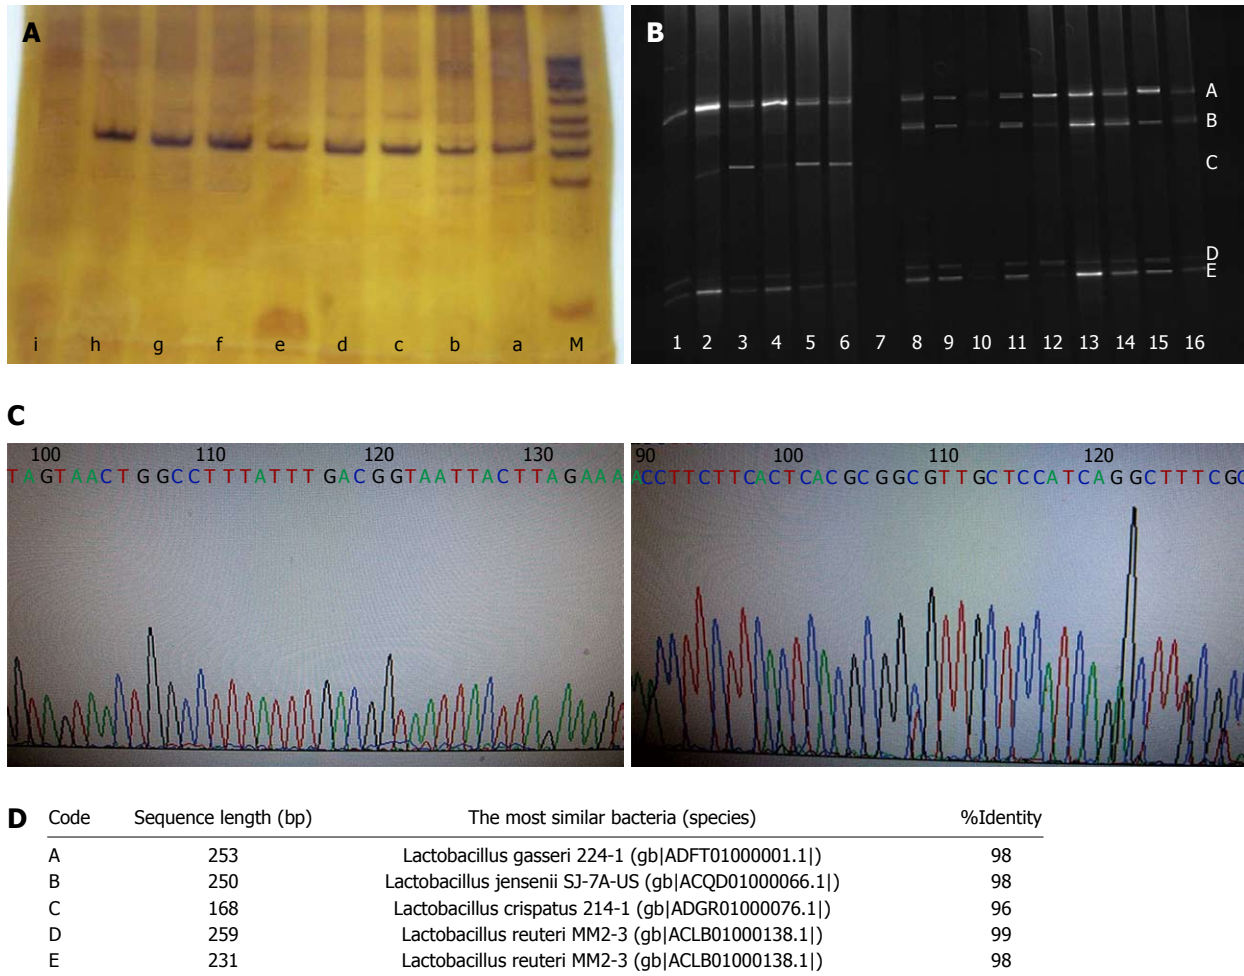 A
i h g f e d c b a M
B
A
B
C
D
E
1 2 3 4 5 6 7 8 9 10 11 12 13 14 15 16
C
100 110 120 130
TAGTAACTGGCCTTTATTTGACGGTAATTACTTAGAAA
90 100 110 120
ACCTTCTTCACTCACGCGGCGTTGCTCCATCAGGCTTTCGC
D
Code Sequence length (bp) The most similar bacteria (species) %Identity
A 253 Lactobacillus gasseri 224-1 (gb|ADFT01000001.1|) 98
B 250 Lactobacillus jensenii SJ-7A-US (gb|ACQD01000066.1|) 98
C 168 Lactobacillus crispatus 214-1 (gb|ADGR01000076.1|) 96
D 259 Lactobacillus reuteri MM2-3 (gb|ACLB01000138.1|) 99
E 231 Lactobacillus reuteri MM2-3 (gb|ACLB01000138.1|) 98